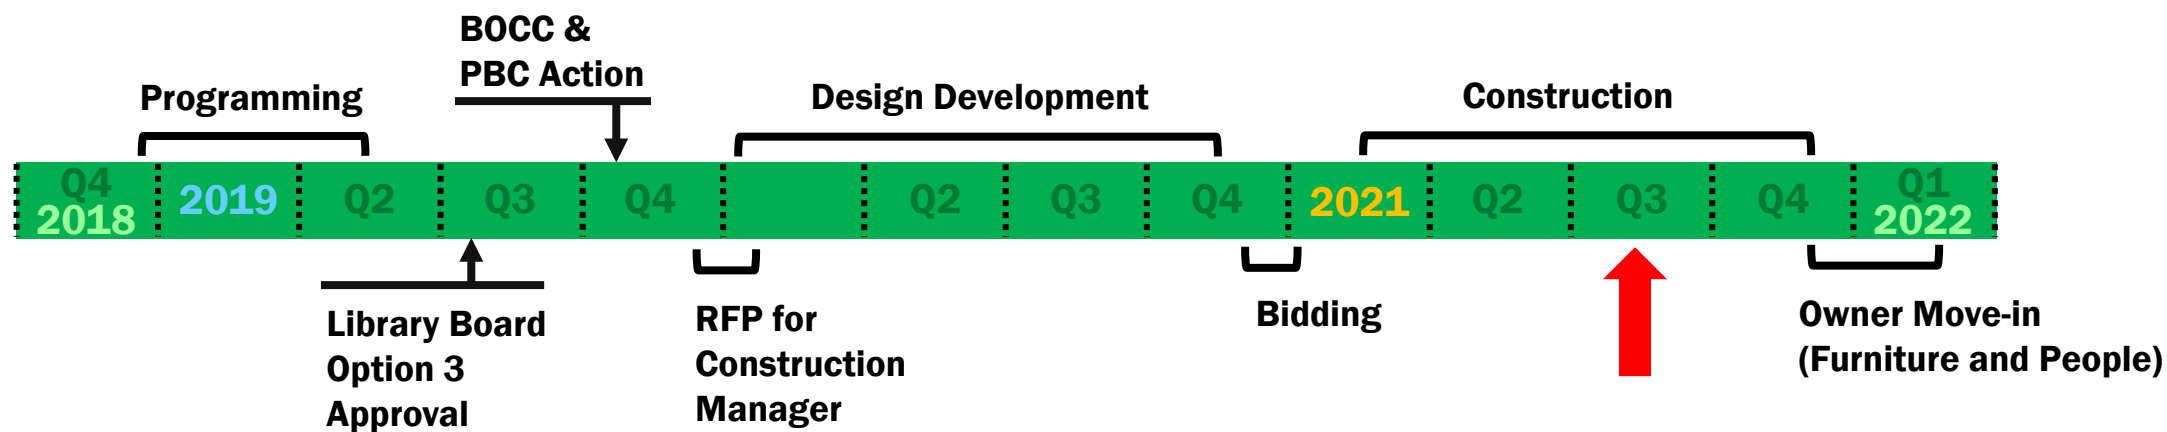 BOCC &
PBC Action
Programming
Design Development
Construction
Q4
2018
2019
Q2
Q3
Q4
Q2
Q3
Q4
2021
Q2
Q3
Q4
Q1
2022
Library Board
Option 3
Approval
RFP for
Construction
Manager
Bidding
Owner Move-in
(Furniture and People)